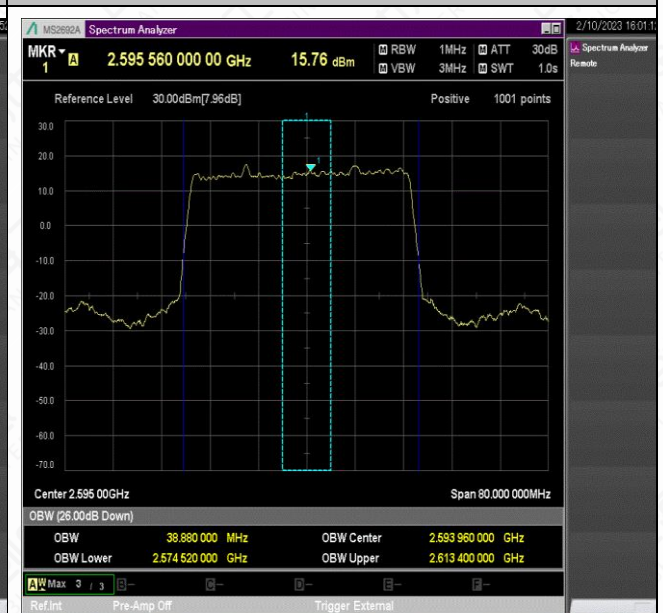 MS2692A Spectrum Analyzer
2/10/2023 16:01:1
MKR A 2.595 560 000 00 GHz 15.76 dBm RBW 1MHz ATT 30dB
1 VBW 3MHz SWT 1.0s
Spectrum Analyzer
Remote
Reference Level 30.00dBm[7.96dB] Positive 1001 points
1
30.0
20.0
1
10.0
0.0
-10.0
-20.0
-30.0
-40.0
-50.0
-60.0
-70.0
Center 2.595 00GHz Span 80.000 000MHz
OBW (26.00dB Down)
OBW 38.880 000 MHz OBW Center 2.593 960 000 GHz
OBW Lower 2.574 520 000 GHz OBW Upper 2.613 400 000 GHz
A W Max 3 / 3 B- C- D- E- F-
Ref.Int Pre-Amp Off Trigger External